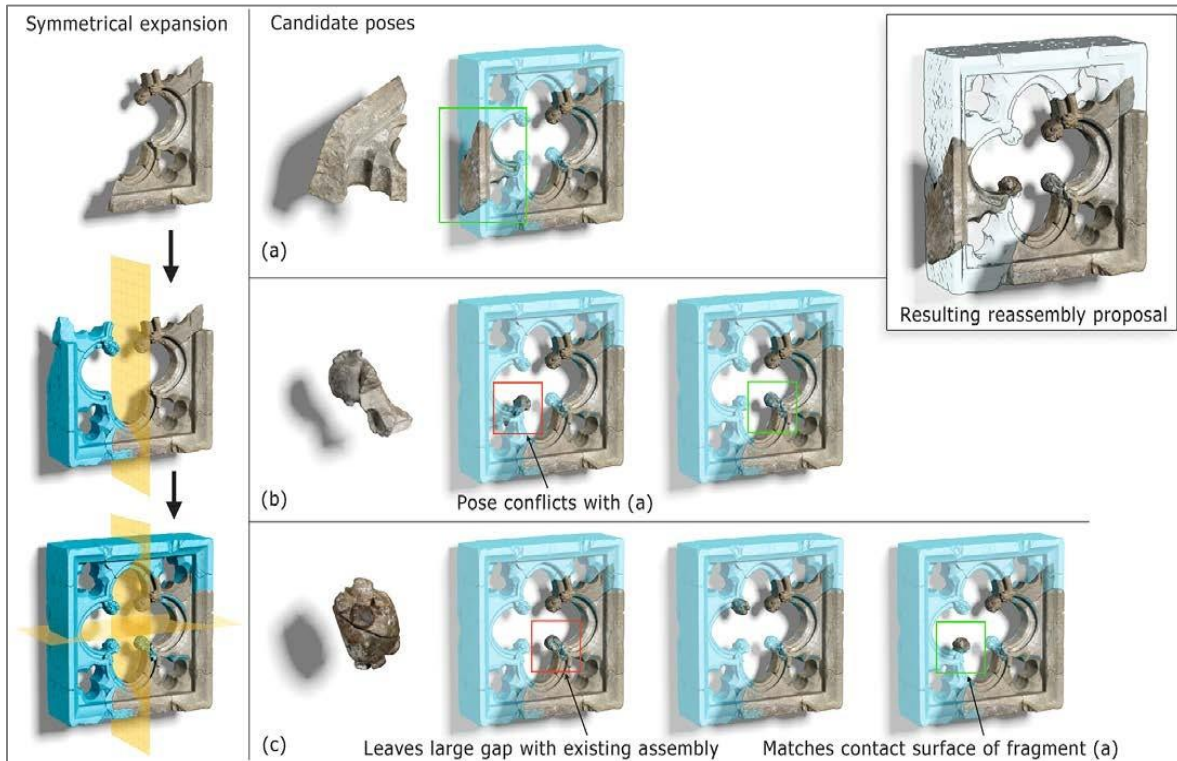 Symmetrical expansion
Candidate poses
(a)
Resulting reassembly proposal
(b)
Pose conflicts with (a)
(c)
Leaves large gap with existing assembly
Matches contact surface of fragment (a)